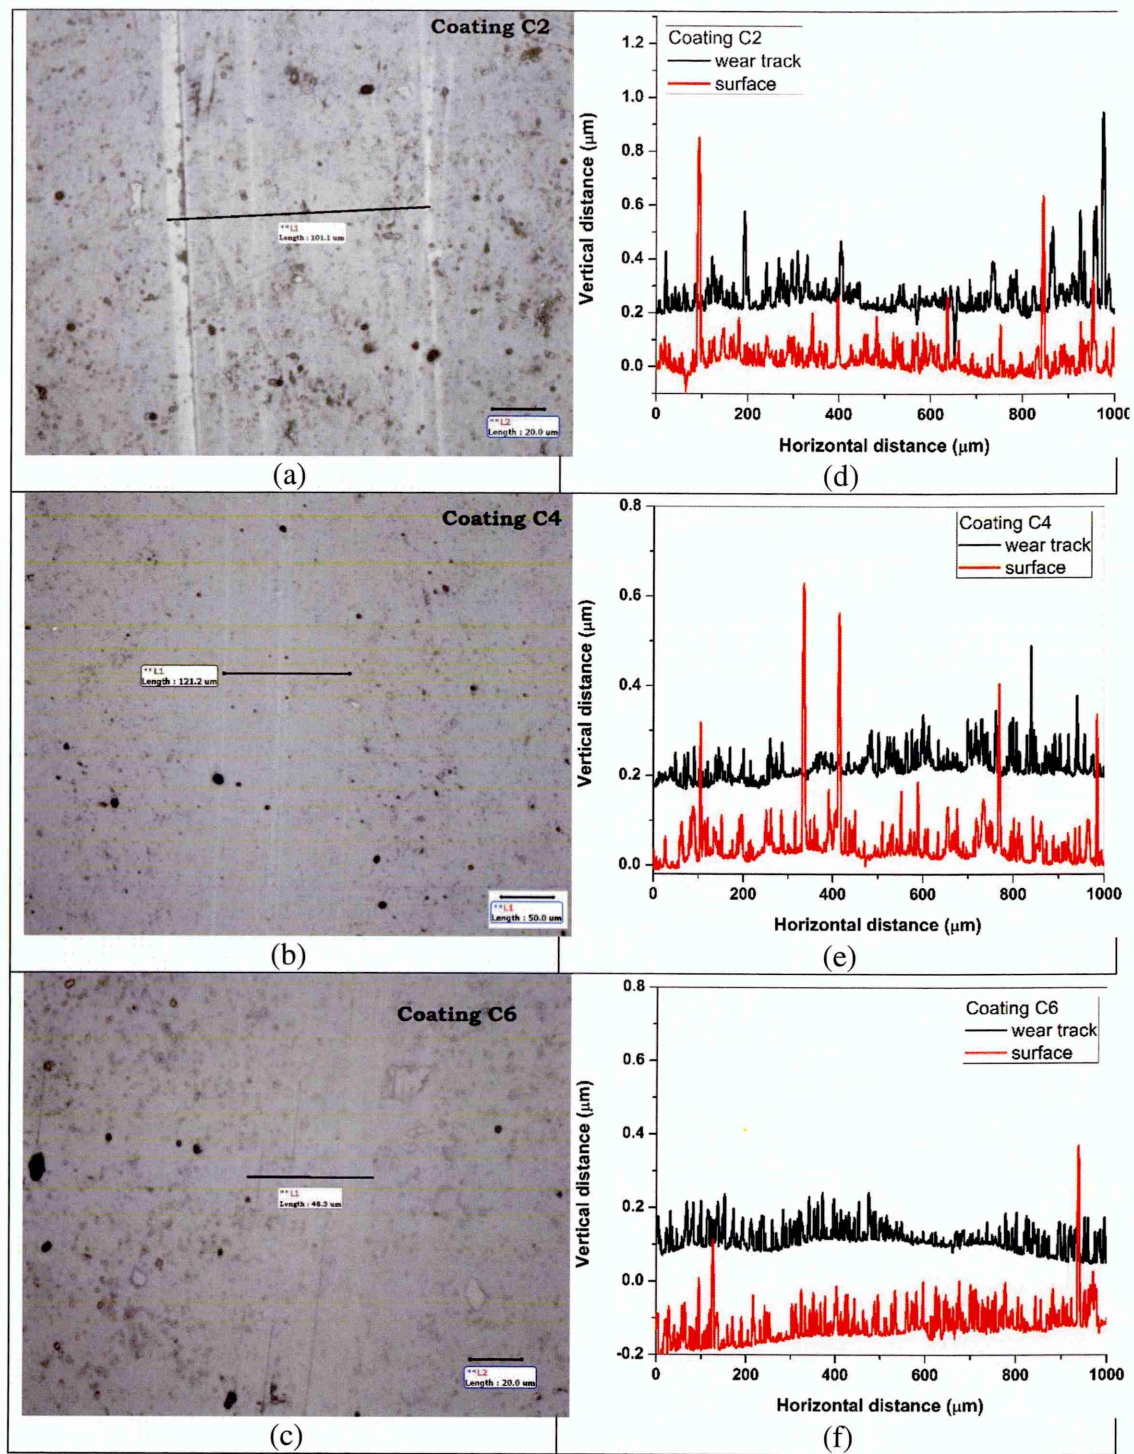 Coating C2
**L1
Length : 101.1 um
**L2
Length : 20.0 um
(a)
Coating C2
wear track
surface
Vertical distance (μm)
1.2
1.0
0.8
0.6
0.4
0.2
0.0
0 200 400 600 800 1000
Horizontal distance (μm)
(d)
Coating C4
**L1
Length : 121.2 um
**L1
Length : 50.0 um
(b)
Coating C4
wear track
surface
Vertical distance (μm)
0.8
0.6
0.4
0.2
0.0
0 200 400 600 800 1000
Horizontal distance (μm)
(e)
Coating C6
**L1
Length : 48.3 um
**L2
Length : 20.0 um
(c)
Coating C6
wear track
surface
Vertical distance (μm)
0.8
0.6
0.4
0.2
0.0
-0.2
0 200 400 600 800 1000
Horizontal distance (μm)
(f)